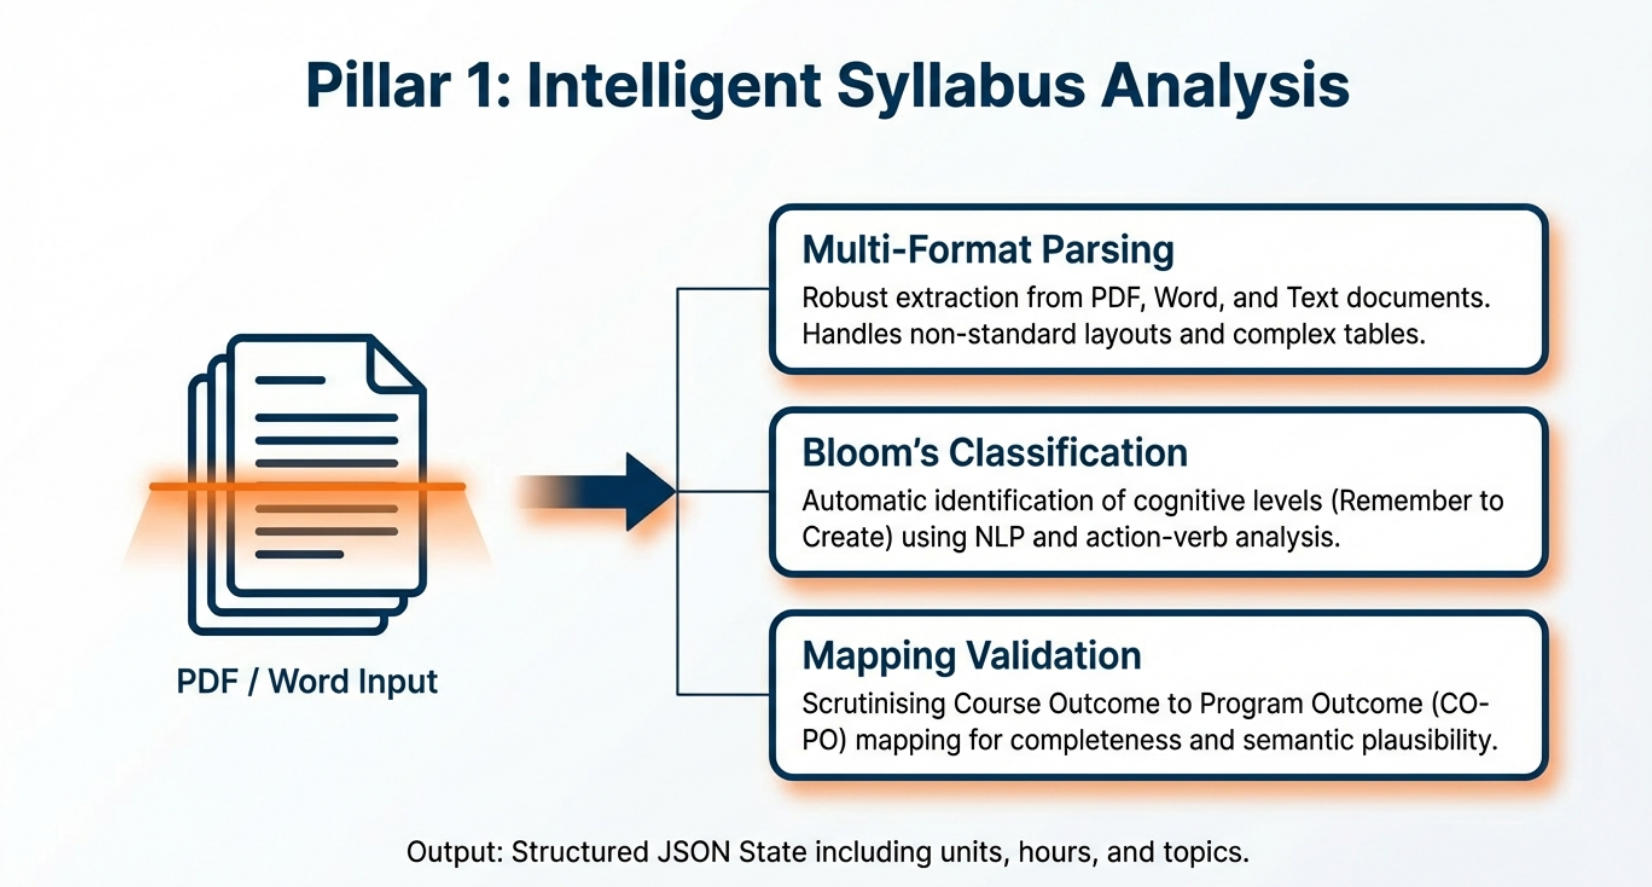 Pillar 1: Intelligent Syllabus Analysis
PDF / Word Input
Multi-Format Parsing
Robust extraction from PDF, Word, and Text documents.
Handles non-standard layouts and complex tables.
Bloom’s Classification
Automatic identification of cognitive levels (Remember to
Create) using NLP and action-verb analysis.
Mapping Validation
Scrutinising Course Outcome to Program Outcome (CO-
PO) mapping for completeness and semantic plausibility.
Output: Structured JSON State including units, hours, and topics.